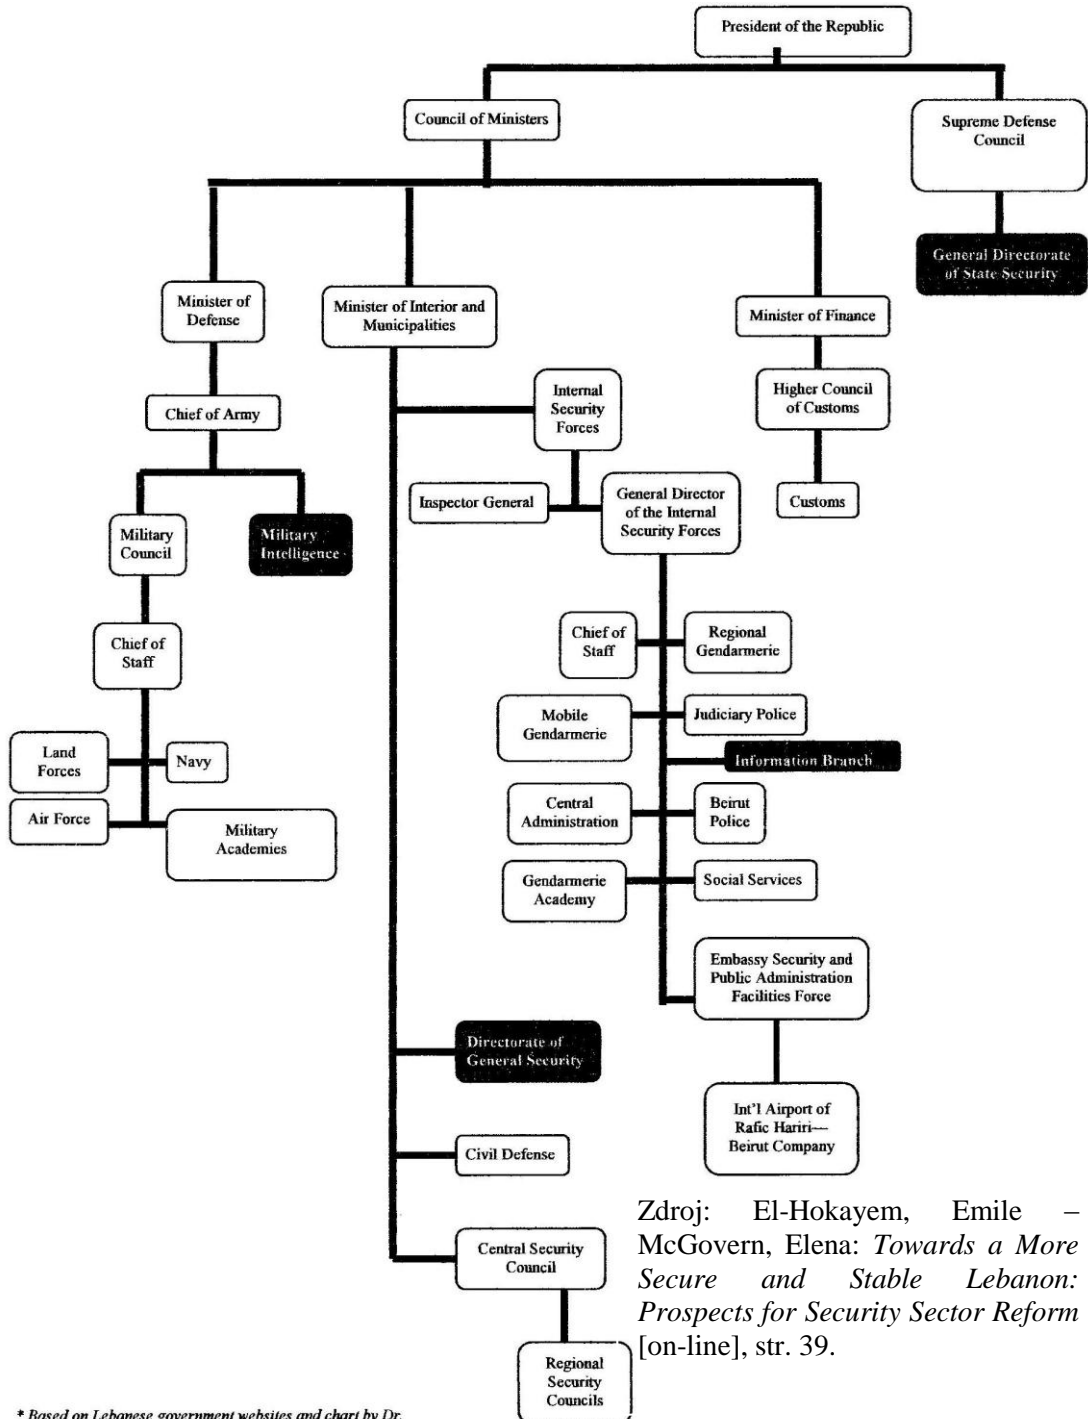 President of the Republic
Council of Ministers
Supreme Defense
Council
General Directorate
of State Security
Minister of
Defense
Minister of Interior and
Municipalities
Minister of Finance
Chief of Army
Internal
Security
Forces
Higher Council
of Customs
Inspector General
General Director
of the Internal
Security Forces
Customs
Military
Council
Military
Intelligence
Chief of
Staff
Chief of
Staff
Regional
Gendarmerie
Mobile
Gendarmerie
Judiciary Police
Land
Forces
Navy
Information Branch
Air Force
Military
Academies
Central
Administration
Beirut
Police
Gendarmerie
Academy
Social Services
Embassy Security and
Public Administration
Facilities Force
Directorate of
General Security
Int'l Airport of
Rafic Hariri—
Beirut Company
Civil Defense
Central Security
Council
Regional
Security
Councils
Zdroj: El-Hokayem, Emile –
McGovern, Elena: Towards a More
Secure and Stable Lebanon:
Prospects for Security Sector Reform
[on-line], str. 39.
* Based on Lebanese government websites and chart by Dr.